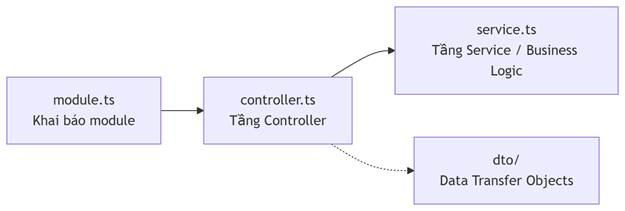 module.ts
Khai báo module
controller.ts
Tầng Controller
service.ts
Tầng Service / Business
Logic
dto/
Data Transfer Objects